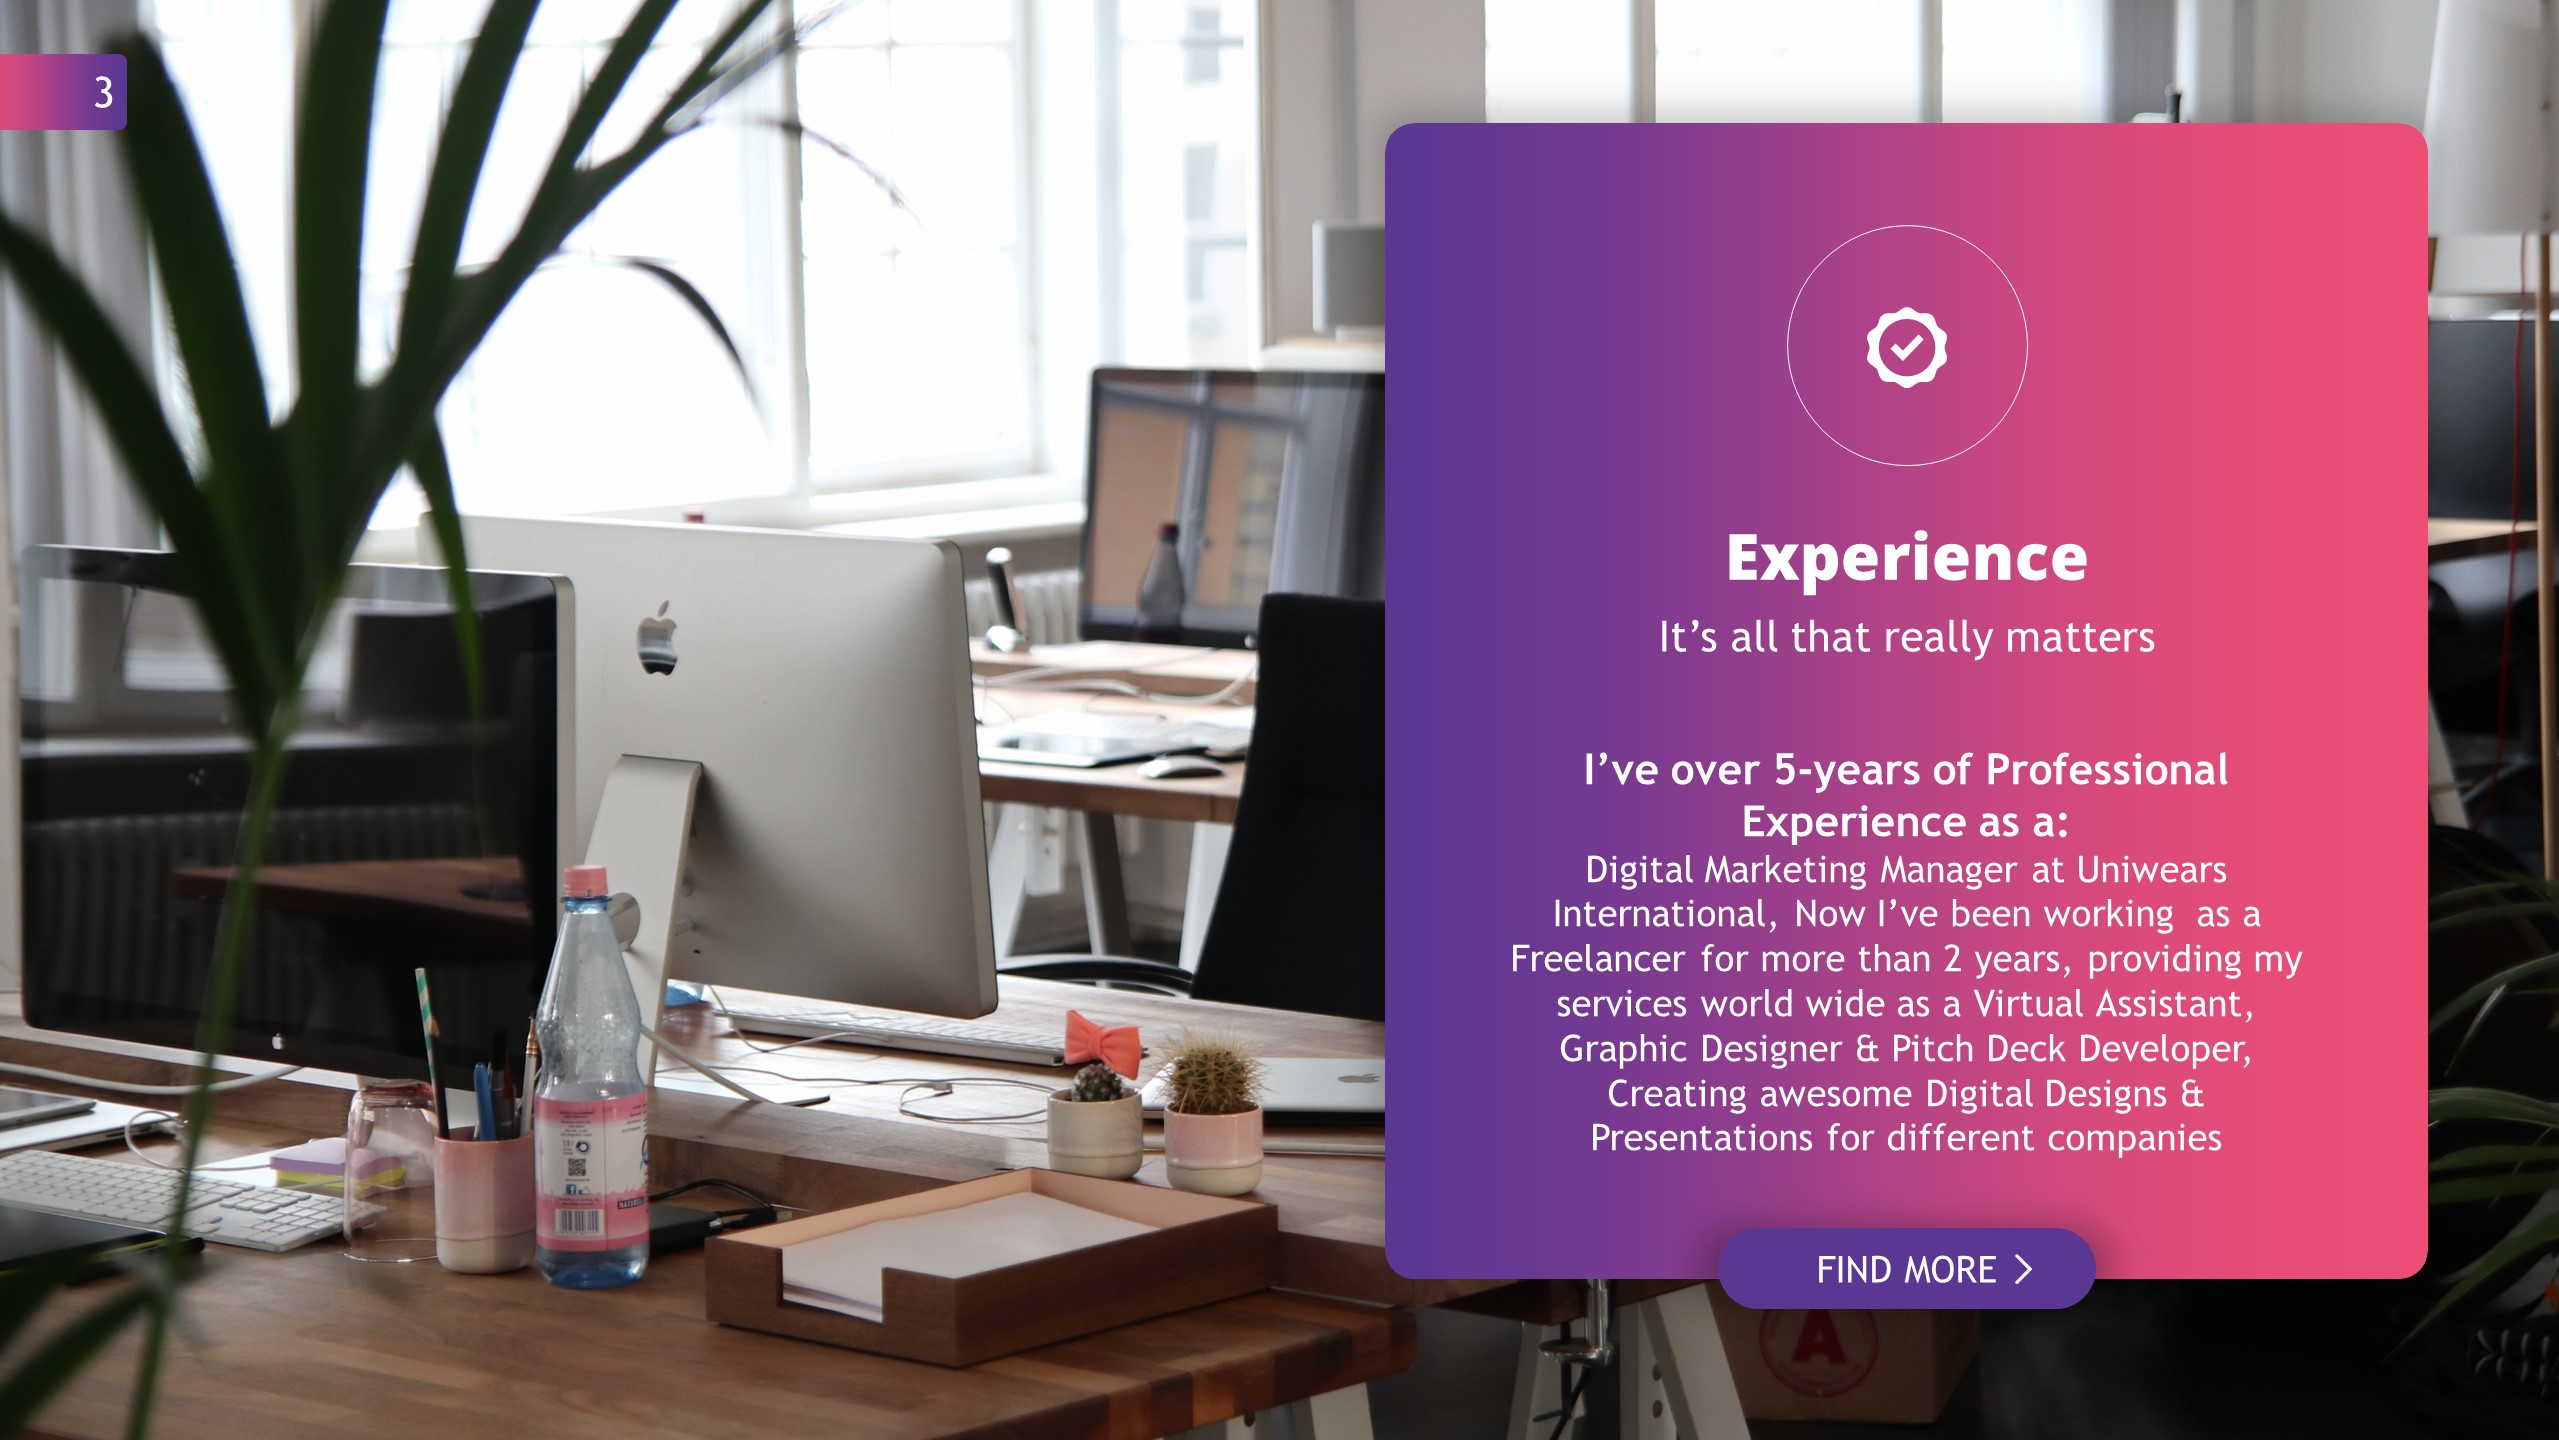 3
Experience
It’s all that really matters
I’ve over 5-years of Professional
Experience as a:
Digital Marketing Manager at Uniwears
International, Now I’ve been working  as a
Freelancer for more than 2 years, providing my
services world wide as a Virtual Assistant,
Graphic Designer & Pitch Deck Developer,
Creating awesome Digital Designs &
Presentations for different companies
FIND MORE
A